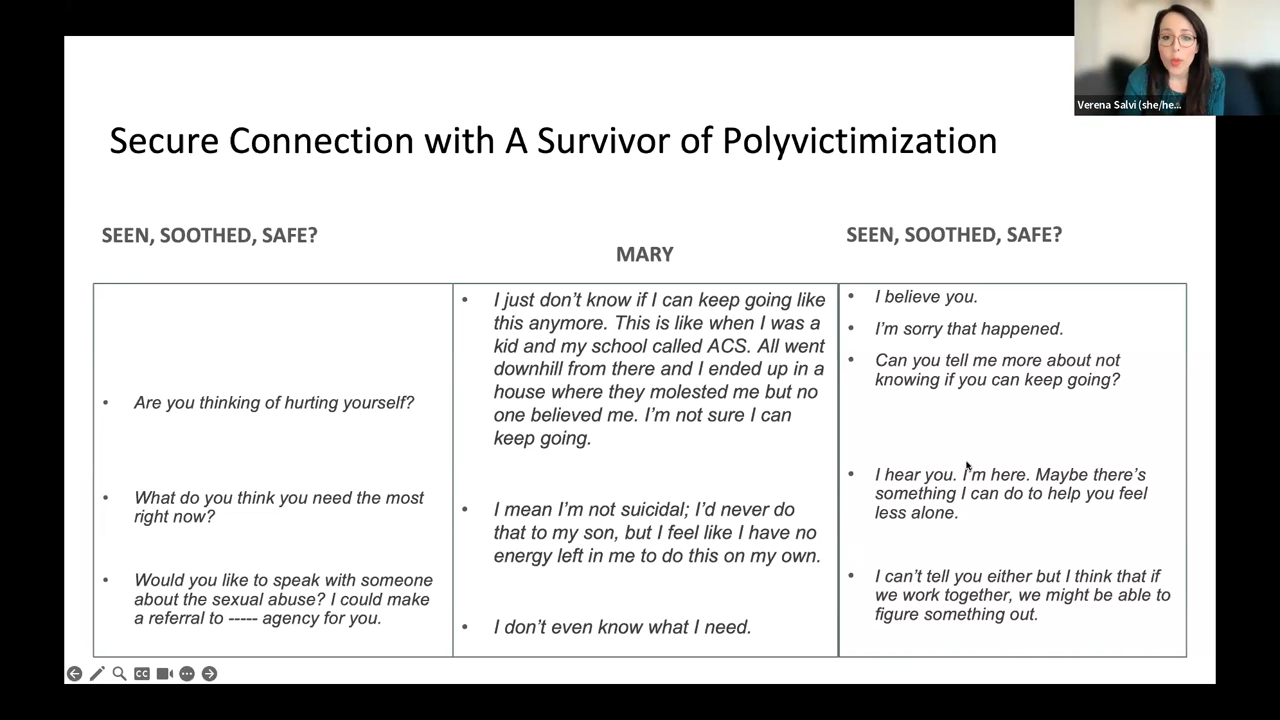 Verena Salvi (she/he...
Secure Connection with A Survivor of Polyvictimization
SEEN, SOOTHED, SAFE?
• Are you thinking of hurting yourself?
• What do you think you need the most
right now?
• Would you like to speak with someone
about the sexual abuse? I could make
a referral to ----- agency for you.
MARY
• I just don’t know if I can keep going like
this anymore. This is like when I was a
kid and my school called ACS. All went
downhill from there and I ended up in a
house where they molested me but no
one believed me. I’m not sure I can
keep going.
• I mean I’m not suicidal; I’d never do
that to my son, but I feel like I have no
energy left in me to do this on my own.
• I don’t even know what I need.
SEEN, SOOTHED, SAFE?
• I believe you.
• I’m sorry that happened.
• Can you tell me more about not
knowing if you can keep going?
• I hear you. I’m here. Maybe there’s
something I can do to help you feel
less alone.
• I can’t tell you either but I think that if
we work together, we might be able to
figure something out.
CC